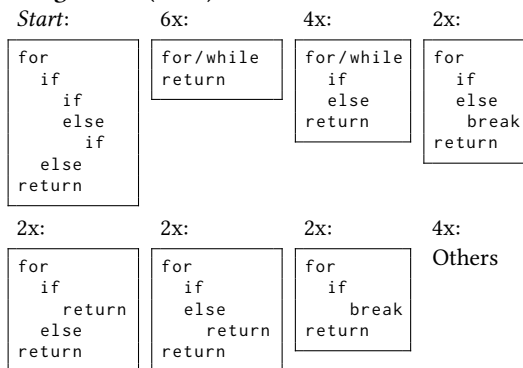 Start:
for
  if
    if
    else
      if
  else
return
6x:
for/while
return
4x:
for/while
  if
  else
return
2x:
for
  if
  else
   break
return
2x:
for
  if
    return
  else
return
2x:
for
  if
  else
    return
return
2x:
for
  if
    break
return
4x:
Others